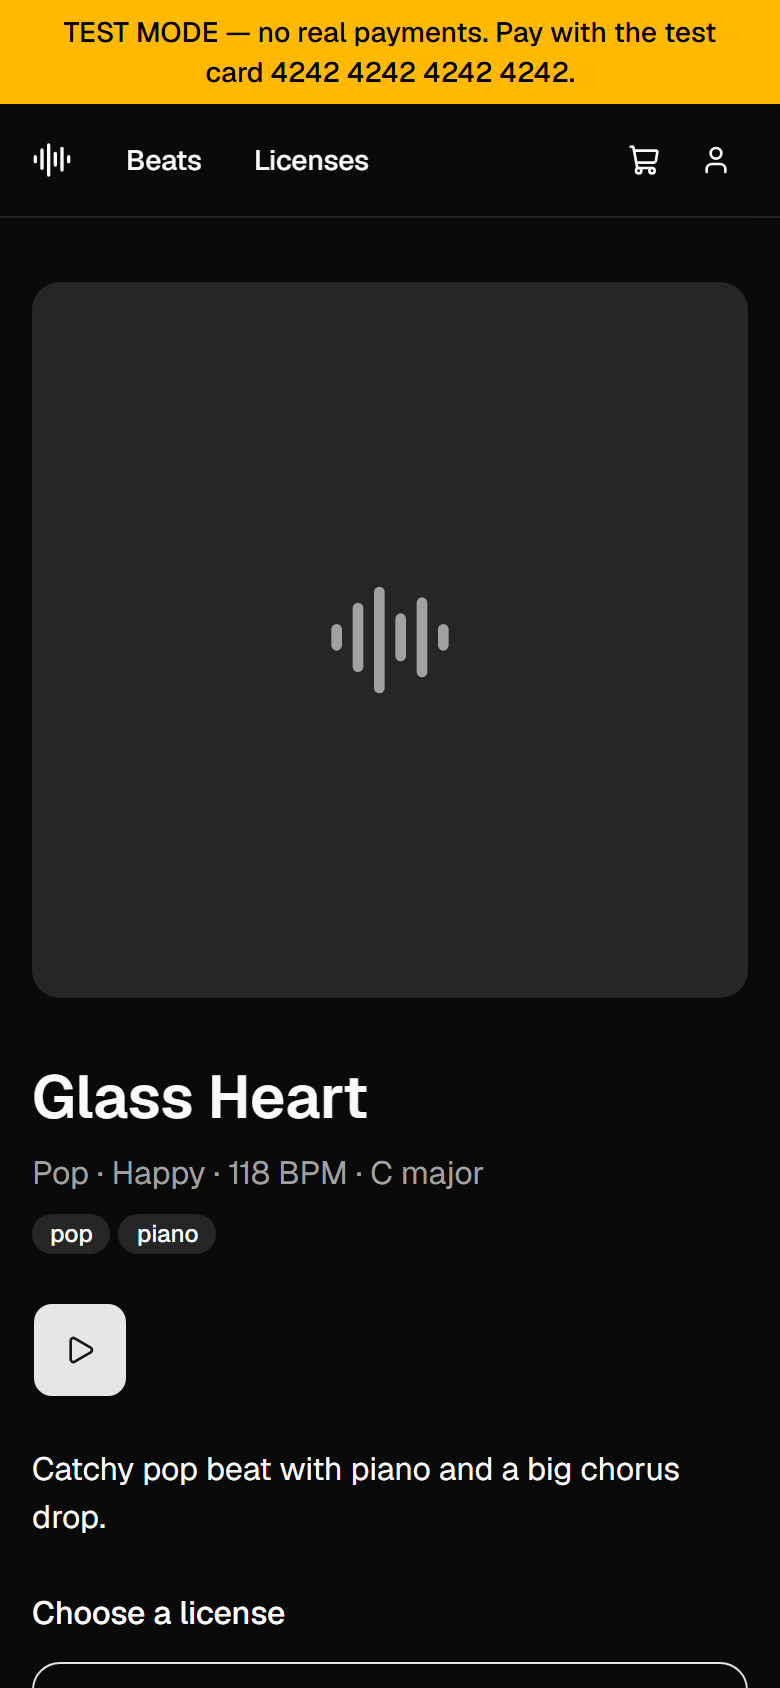 TEST MODE — no real payments. Pay with the test
card 4242 4242 4242 4242.
Beats Licenses
Glass Heart
Pop · Happy · 118 BPM · C major
pop piano
Catchy pop beat with piano and a big chorus
drop.
Choose a license